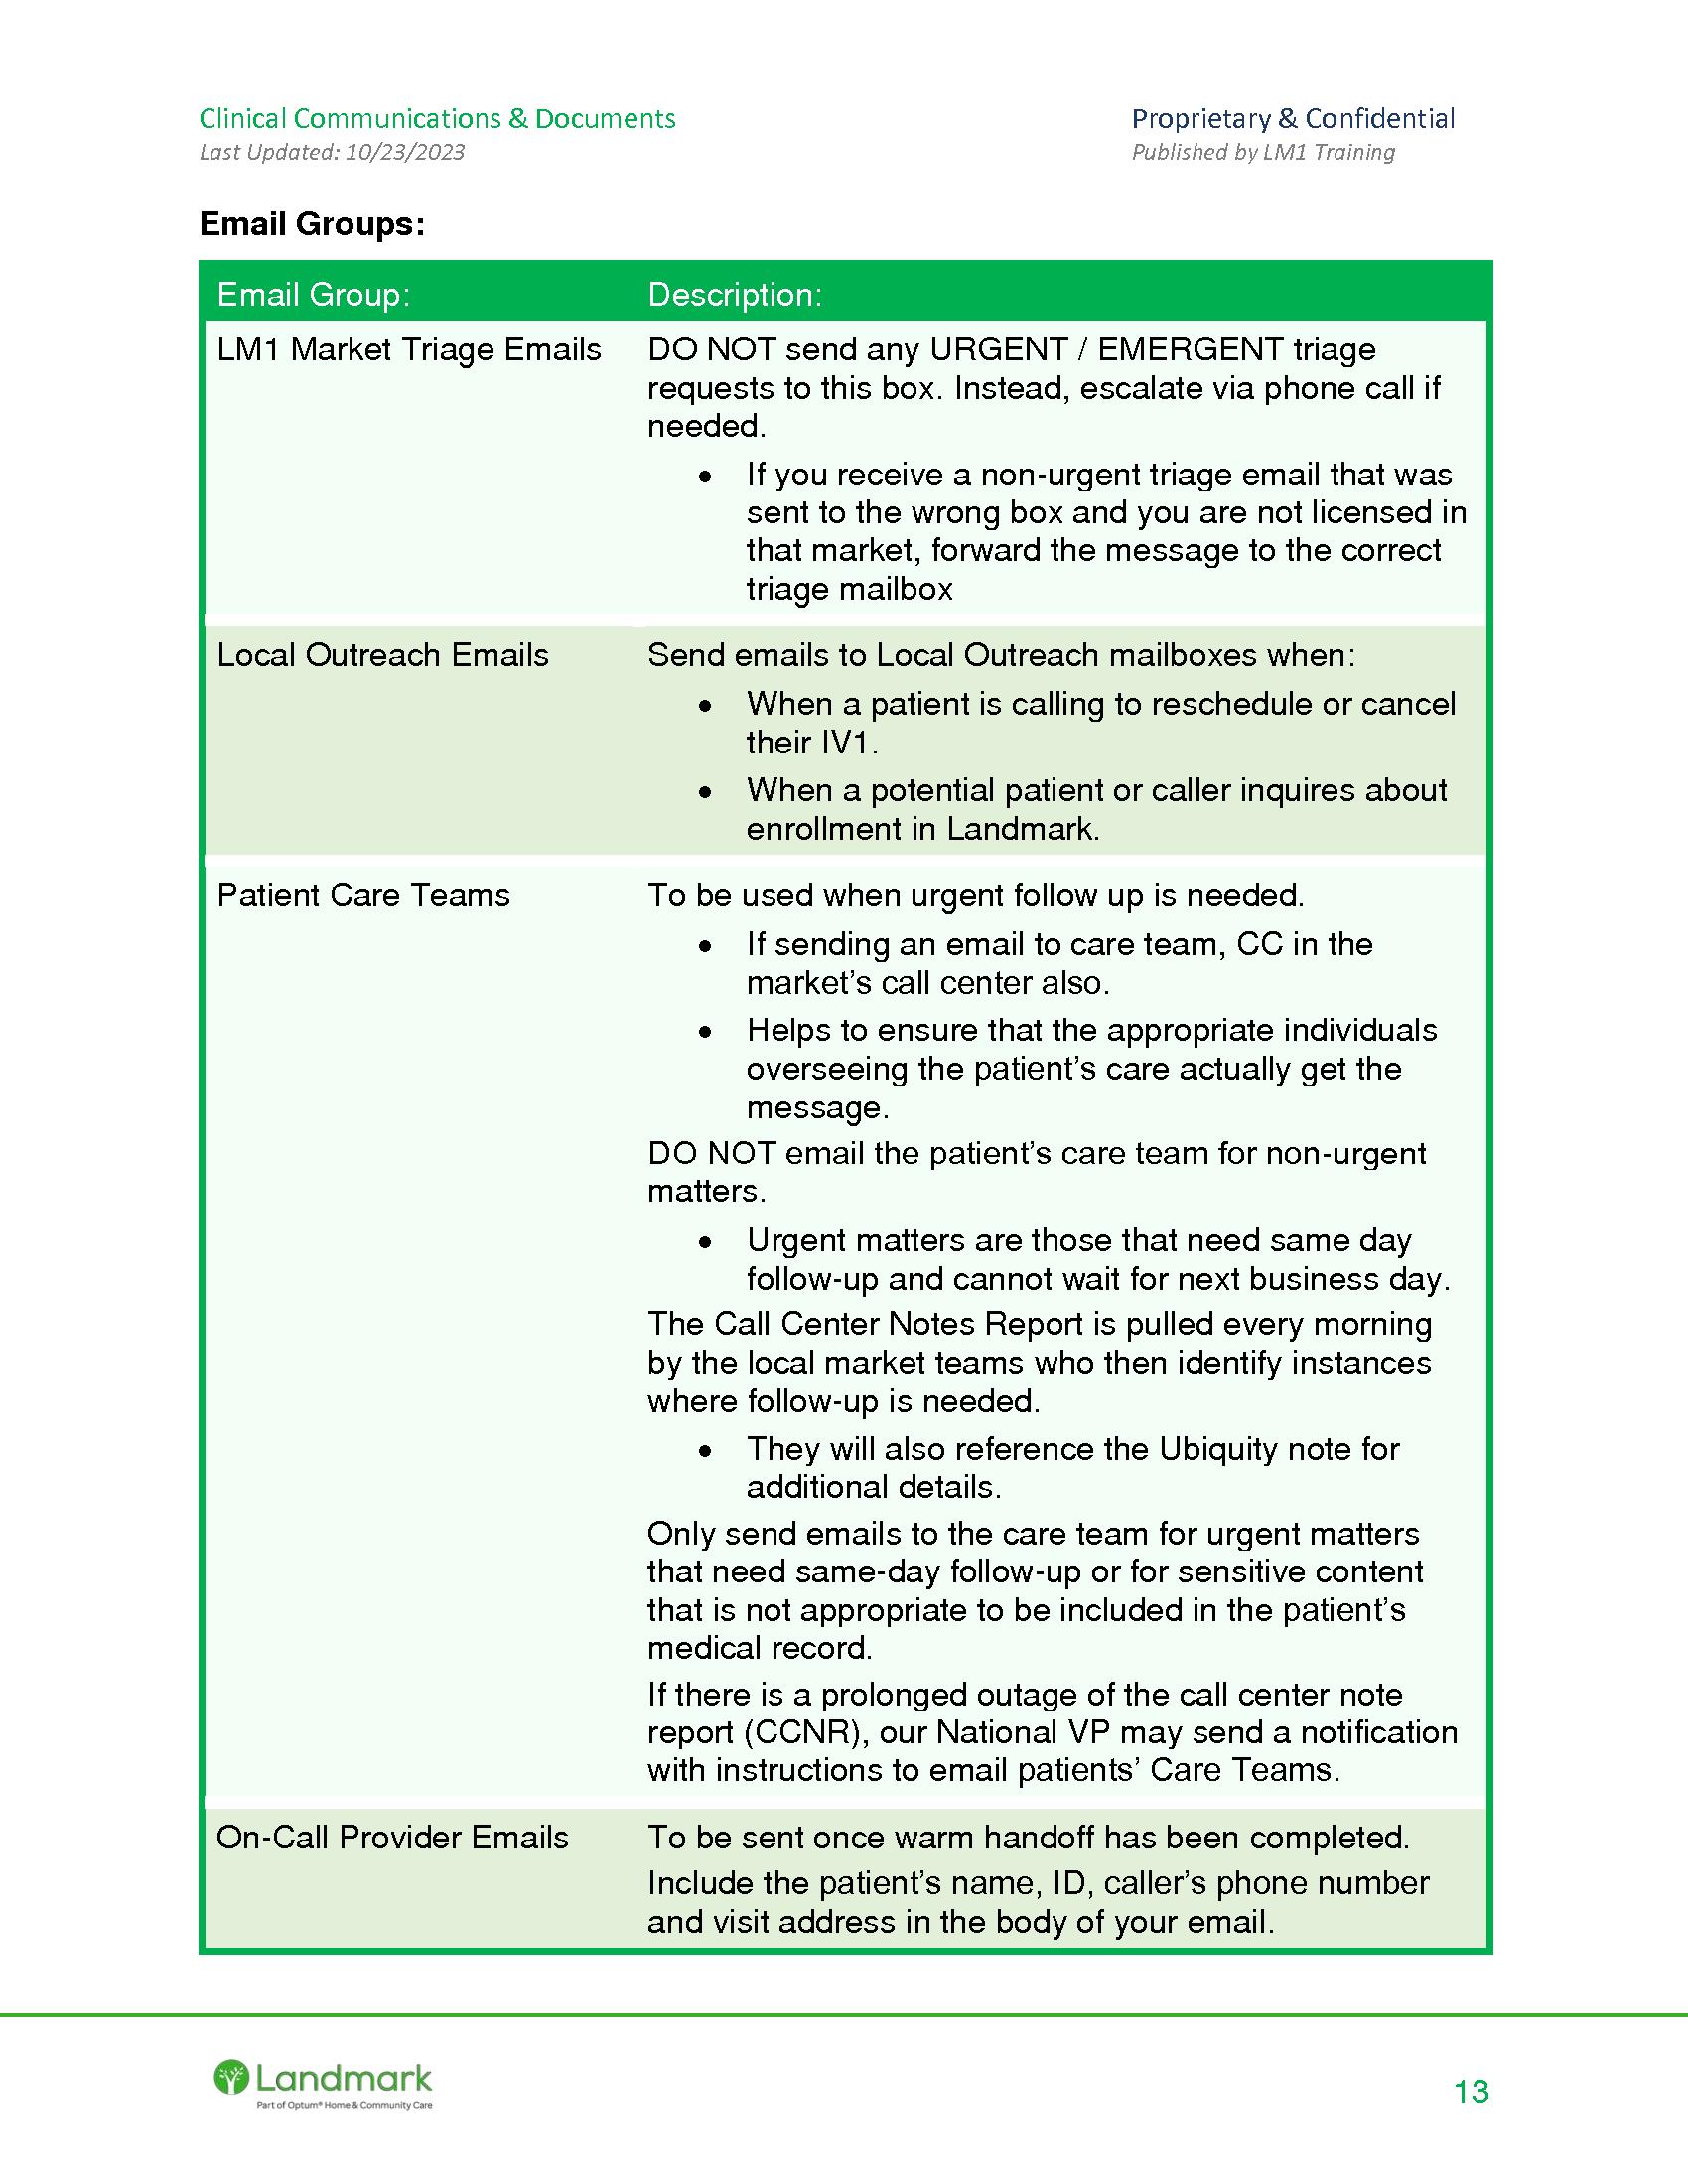 Clinical Communications & Documents
Proprietary & Confidential
Last Updated: 10/23/2023
Published by LM1 Training
Email Groups:
Email Group:
Description:
LM1 Market Triage Emails
DO NOT send any URGENT / EMERGENT triage
requests to this box. Instead, escalate via phone call if
needed.
• If you receive a non-urgent triage email that was
sent to the wrong box and you are not licensed in
that market, forward the message to the correct
triage mailbox
Local Outreach Emails
Send emails to Local Outreach mailboxes when:
• When a patient is calling to reschedule or cancel
their IV1.
• When a potential patient or caller inquires about
enrollment in Landmark.
Patient Care Teams
To be used when urgent follow up is needed.
• If sending an email to care team, CC in the
market’s call center also.
• Helps to ensure that the appropriate individuals
overseeing the patient’s care actually get the
message.
DO NOT email the patient’s care team for non-urgent
matters.
• Urgent matters are those that need same day
follow-up and cannot wait for next business day.
The Call Center Notes Report is pulled every morning
by the local market teams who then identify instances
where follow-up is needed.
• They will also reference the Ubiquity note for
additional details.
Only send emails to the care team for urgent matters
that need same-day follow-up or for sensitive content
that is not appropriate to be included in the patient’s
medical record.
If there is a prolonged outage of the call center note
report (CCNR), our National VP may send a notification
with instructions to email patients’ Care Teams.
On-Call Provider Emails
To be sent once warm handoff has been completed.
Include the patient’s name, ID, caller’s phone number
and visit address in the body of your email.
Landmark
Part of Optum® Home & Community Care
13